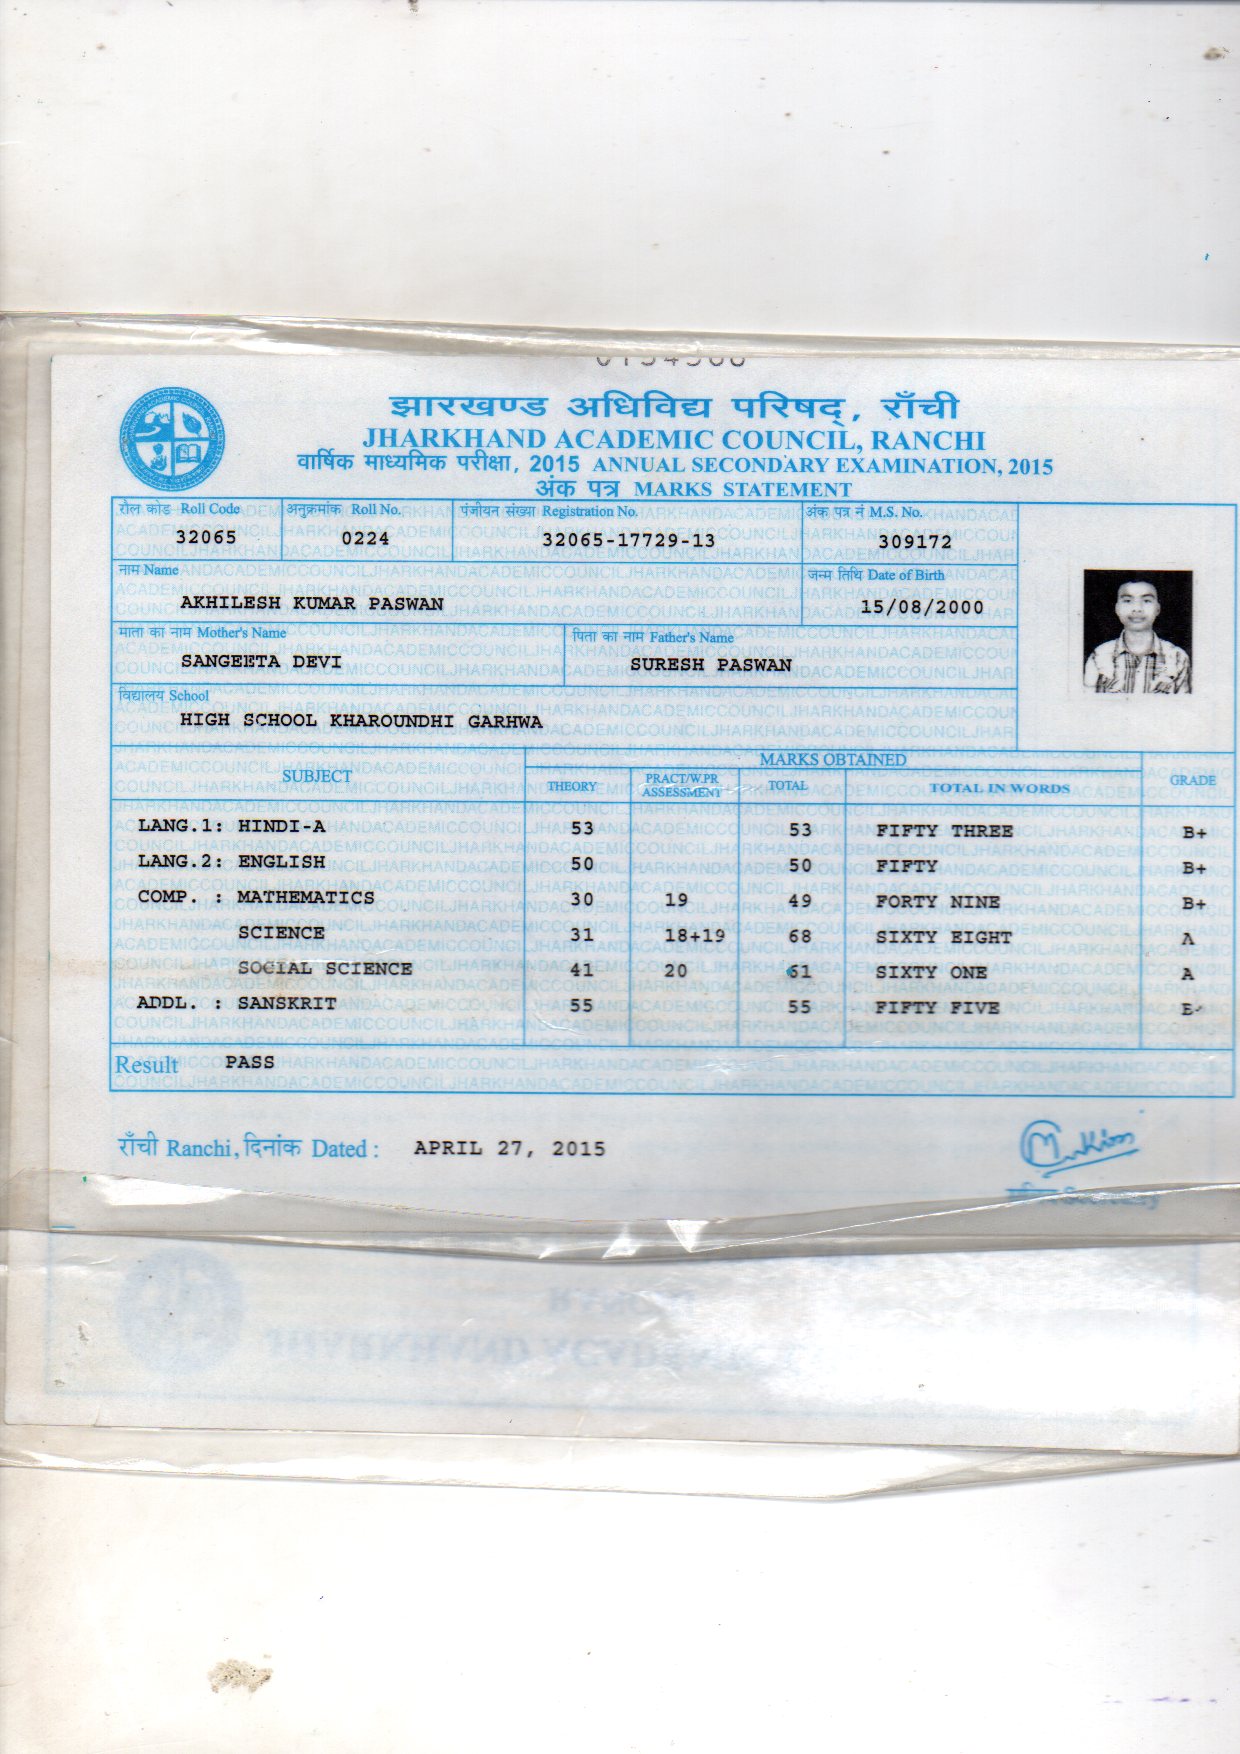 झारखण्ड अधिविद्य परिषद्, राँची
JHARKHAND ACADEMIC COUNCIL, RANCHI
वार्षिक माध्यमिक परीक्षा, 2015 ANNUAL SECONDARY EXAMINATION, 2015
अंक पत्र MARKS STATEMENT
रौल कोड Roll Code अनुक्रमांक Roll No. पंजीयन संख्या Registration No. अंक पत्र नं M.S. No.
32065 0224 32065-17729-13 309172
नाम Name जन्म तिथि Date of Birth
AKHILESH KUMAR PASWAN 15/08/2000
माता का नाम Mother's Name पिता का नाम Father's Name
SANGEETA DEVI SURESH PASWAN
विद्यालय School
HIGH SCHOOL KHAROUNDHI GARHWA
MARKS OBTAINED
SUBJECT THEORY PRACT/W.PR ASSESSMENT TOTAL TOTAL IN WORDS GRADE
LANG.1: HINDI-A 53 53 FIFTY THREE B+
LANG.2: ENGLISH 50 50 FIFTY B+
COMP. : MATHEMATICS 30 19 49 FORTY NINE B+
SCIENCE 31 18+19 68 SIXTY EIGHT A
SOCIAL SCIENCE 41 20 61 SIXTY ONE A
ADDL. : SANSKRIT 55 55 FIFTY FIVE
Result PASS
राँची Ranchi, दिनांक Dated : APRIL 27, 2015